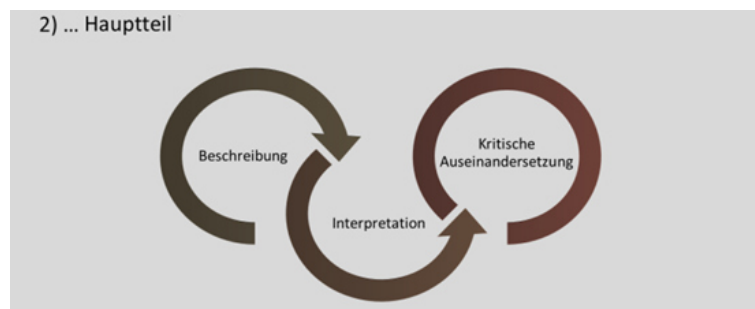 2) ... Hauptteil
Beschreibung
Interpretation
Kritische
Auseinandersetzung